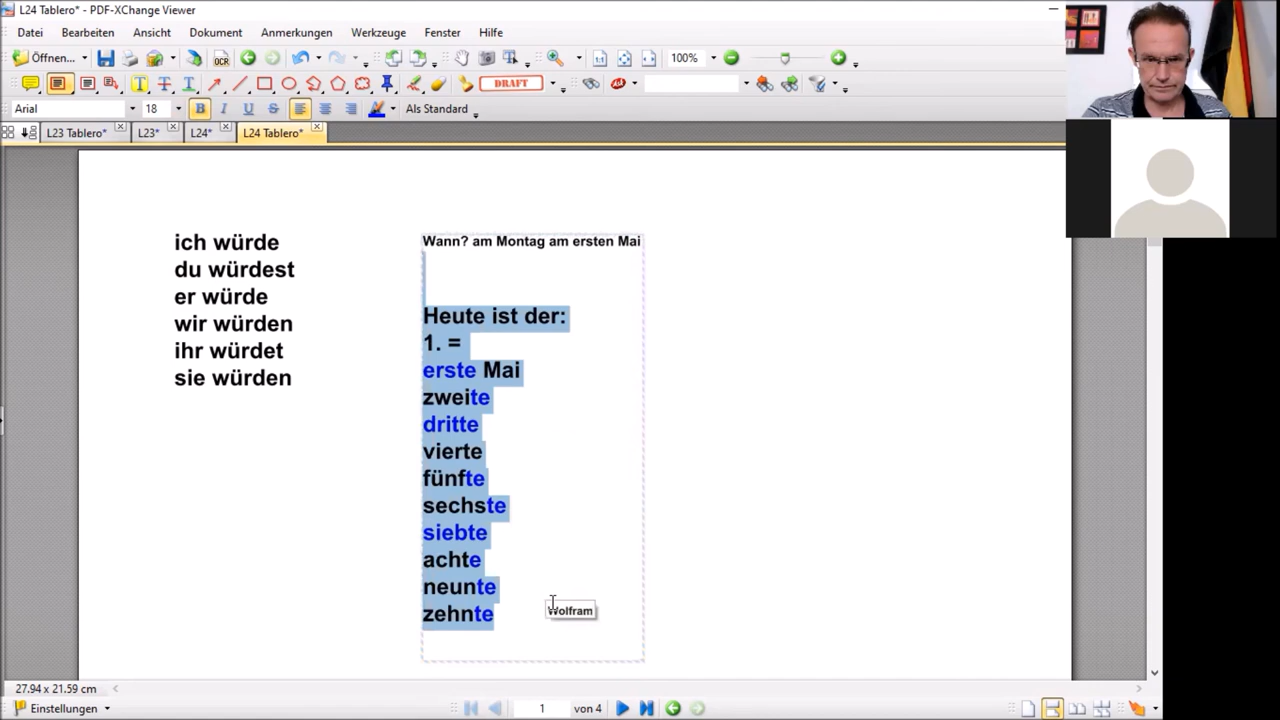 L24 Tablero* - PDF-XChange Viewer
Datei Bearbeiten Ansicht Dokument Anmerkungen Werkzeuge Fenster Hilfe
Öffnen... OCR 100%
DRAFT
Arial 18 B I U S Als Standard
L23 Tablero* L23* L24* L24 Tablero*
ich würde
du würdest
er würde
wir würden
ihr würdet
sie würden
Wann? am Montag am ersten Mai
Heute ist der:
1. =
erste Mai
zweite
dritte
vierte
fünfte
sechste
siebte
achte
neunte
zehnte
Wolfram
27.94 x 21.59 cm
Einstellungen 1 von 4